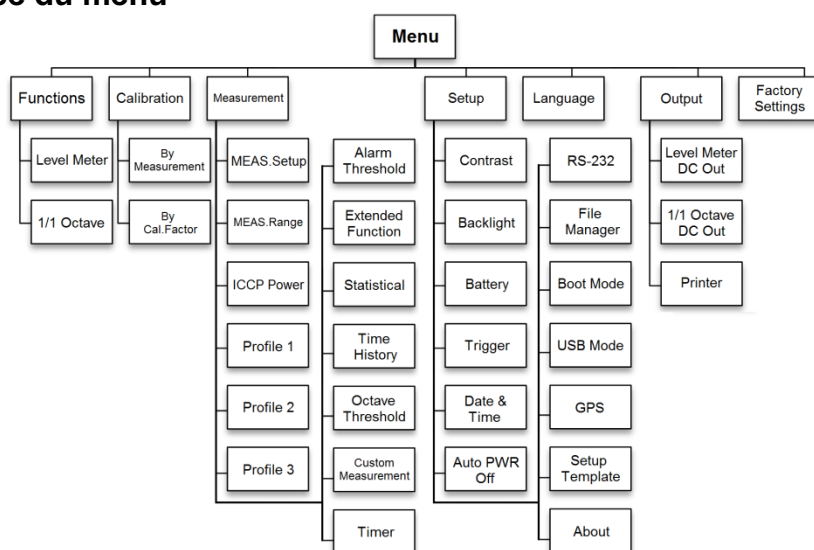 du menu
Menu
Functions
Calibration
Measurement
Setup
Language
Output
Factory
Settings
Level Meter
1/1 Octave
By
Measurement
By
Cal.Factor
MEAS.Setup
MEAS.Range
ICCP Power
Profile 1
Profile 2
Profile 3
Alarm
Threshold
Extended
Function
Statistical
Time
History
Octave
Threshold
Custom
Measurement
Timer
Contrast
Backlight
Battery
Trigger
Date &
Time
Auto PWR
Off
RS-232
File
Manager
Boot Mode
USB Mode
GPS
Setup
Template
About
Level Meter
DC Out
1/1 Octave
DC Out
Printer